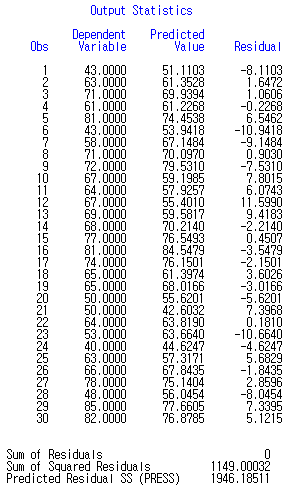 Output Statistics
Dependent Predicted
Obs Variable Value Residual
1 43.0000 51.1103 -8.1103
2 63.0000 61.3528 1.6472
3 71.0000 69.9394 1.0606
4 61.0000 61.2268 -0.2268
5 81.0000 74.4538 6.5462
6 43.0000 53.9418 -10.9418
7 58.0000 67.1484 -9.1484
8 71.0000 70.0970 0.9030
9 72.0000 79.5310 -7.5310
10 67.0000 59.1985 7.8015
11 64.0000 57.9257 6.0743
12 67.0000 55.4010 11.5990
13 69.0000 59.5817 9.4183
14 68.0000 70.2140 -2.2140
15 77.0000 76.5493 0.4507
16 81.0000 84.5479 -3.5479
17 74.0000 76.1501 -2.1501
18 65.0000 61.3974 3.6026
19 65.0000 68.0166 -3.0166
20 50.0000 55.6201 -5.6201
21 50.0000 42.6032 7.3968
22 64.0000 63.8190 0.1810
23 53.0000 63.6640 -10.6640
24 40.0000 44.6247 -4.6247
25 63.0000 57.3171 5.6829
26 66.0000 67.8435 -1.8435
27 78.0000 75.1404 2.8596
28 48.0000 56.0454 -8.0454
29 85.0000 77.6605 7.3395
30 82.0000 76.8785 5.1215
Sum of Residuals 0
Sum of Squared Residuals 1149.00032
Predicted Residual SS (PRESS) 1946.18511